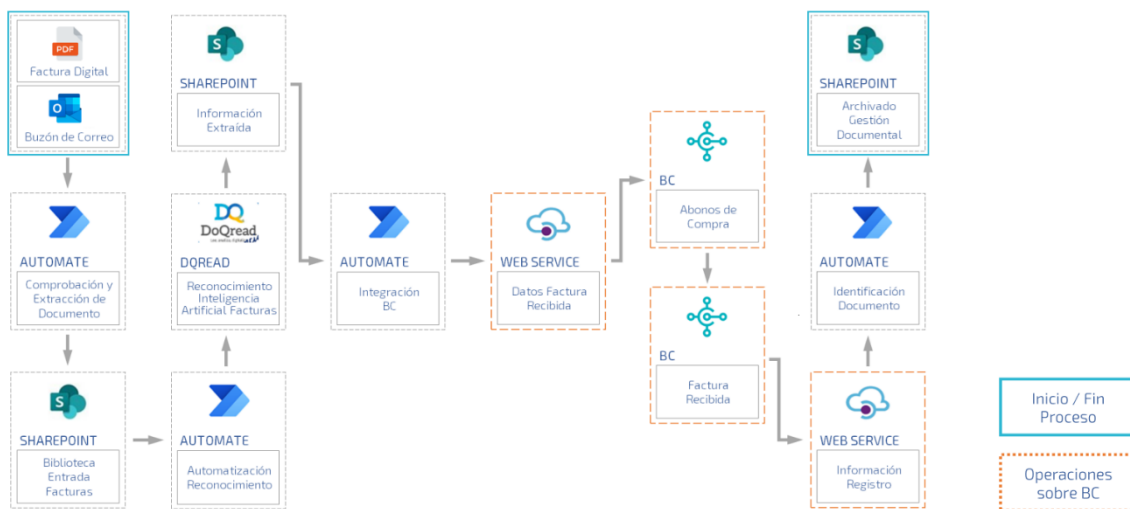 PDF
Factura Digital
Buzón de Correo
AUTOMATE
Comprobación y
Extracción de
Documento
SHAREPOINT
Biblioteca
Entrada
Facturas
SHAREPOINT
Información
Extraída
DQ
DoQread
DQREAD
Reconocimiento
Inteligencia
Artificial Facturas
AUTOMATE
Automatización
Reconocimiento
AUTOMATE
Integración
BC
WEB SERVICE
Datos Factura
Recibida
BC
Abonos de
Compra
BC
Factura
Recibida
SHAREPOINT
Archivado
Gestión
Documental
AUTOMATE
Identificación
Documento
WEB SERVICE
Información
Registro
Inicio / Fin
Proceso
Operaciones
sobre BC